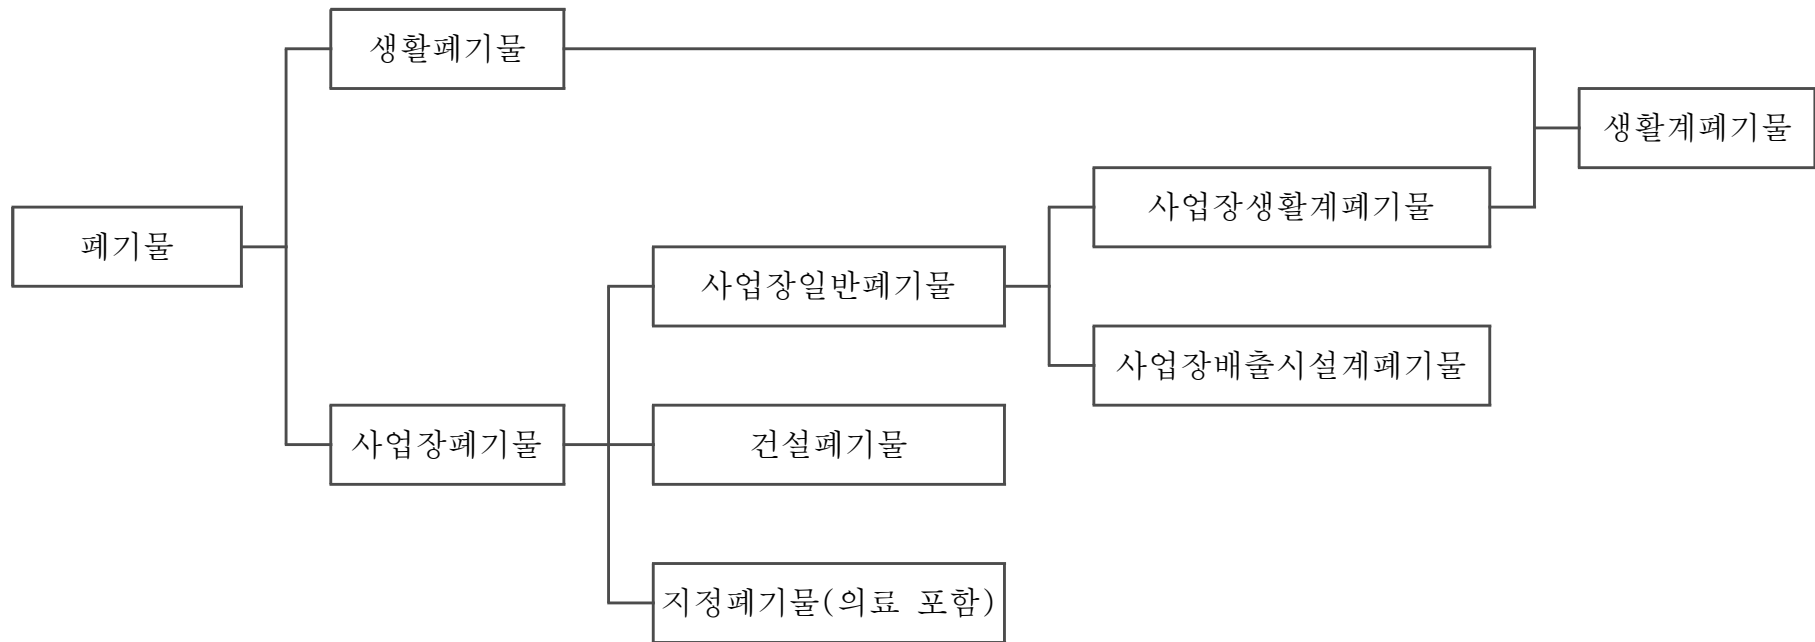 생활폐기물
생활계폐기물
사업장생활계폐기물
폐기물
사업장일반폐기물
사업장배출시설계폐기물
사업장폐기물
건설폐기물
지정폐기물(의료 포함)